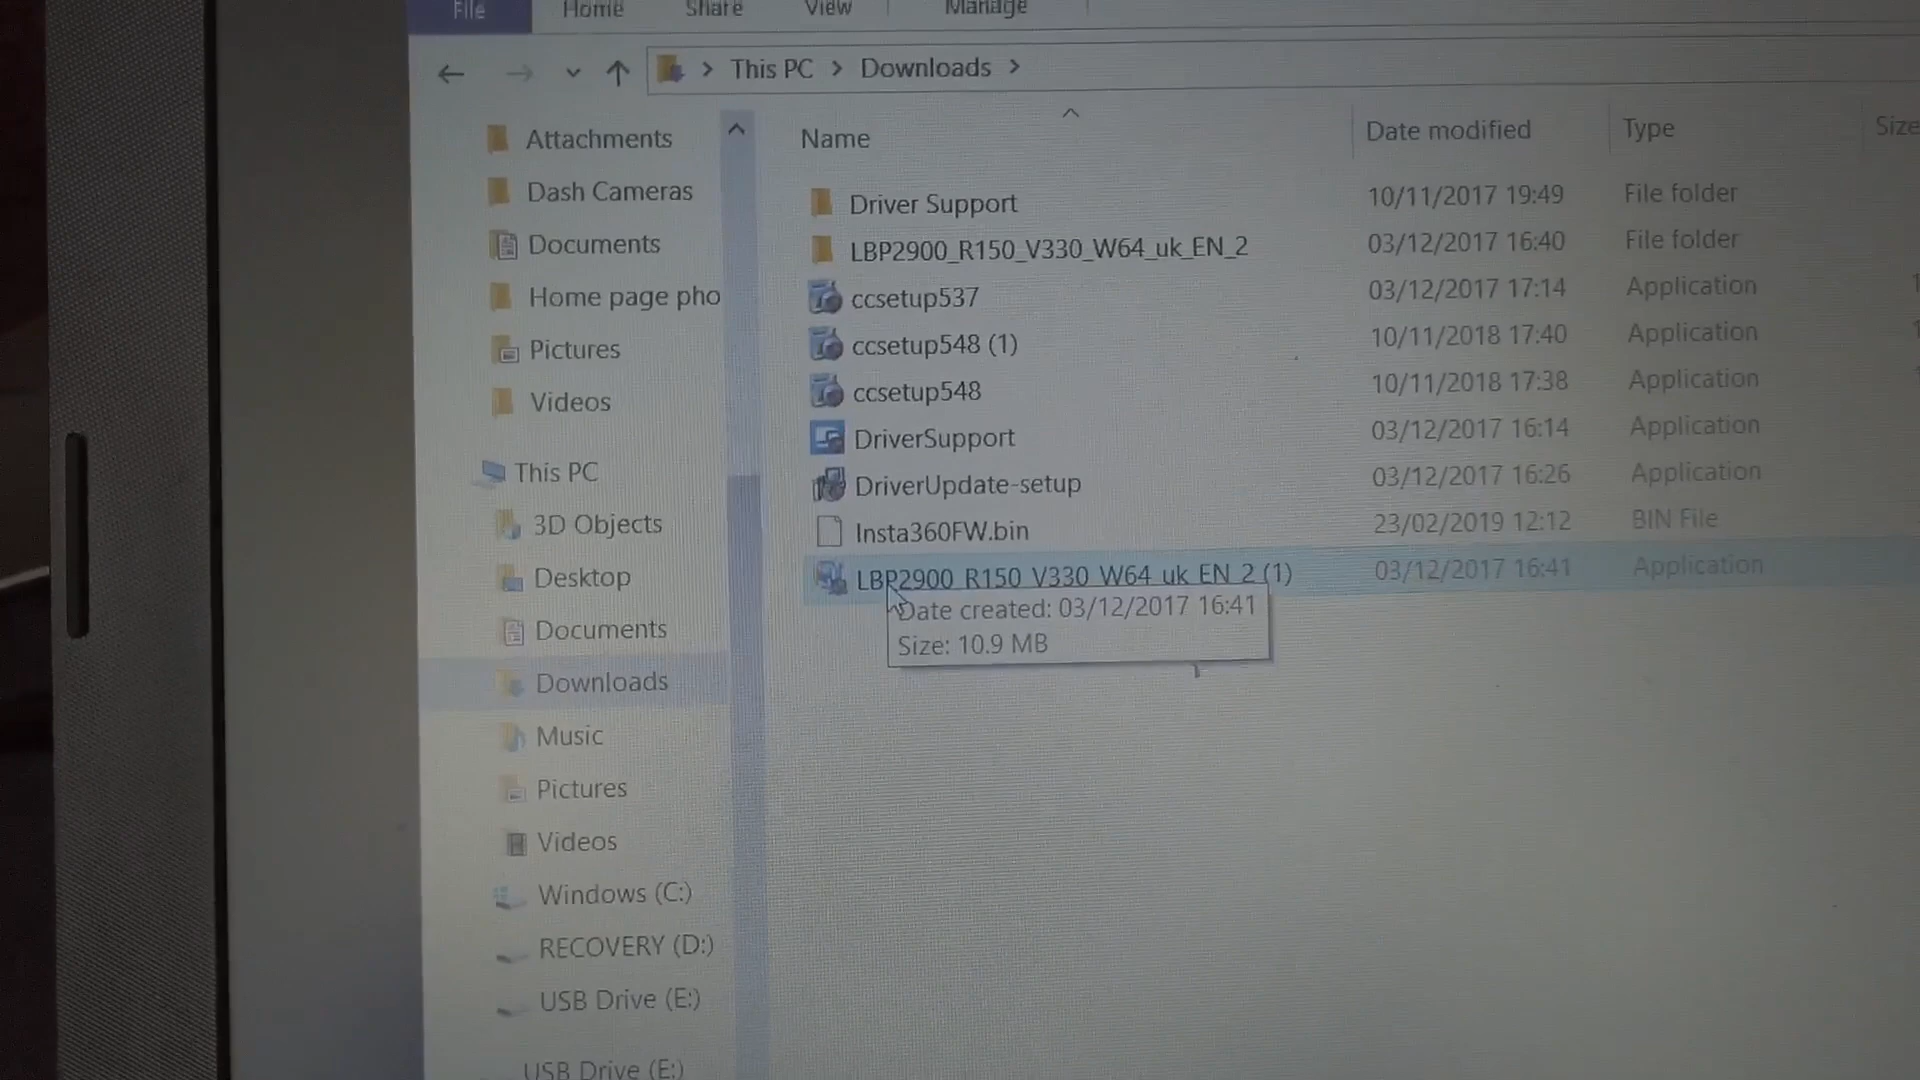 File Home Share View Manage
This PC > Downloads >
Name Date modified Type Size
Attachments
Dash Cameras
Documents
Home page pho
Pictures
Videos
This PC
3D Objects
Desktop
Documents
Downloads
Music
Pictures
Videos
Windows (C:)
RECOVERY (D:)
USB Drive (E:)
USB Drive (E:)
Driver Support 10/11/2017 19:49 File folder
LBP2900_R150_V330_W64_uk_EN_2 03/12/2017 16:40 File folder
ccsetup537 03/12/2017 17:14 Application
ccsetup548 (1) 10/11/2018 17:40 Application
ccsetup548 10/11/2018 17:38 Application
DriverSupport 03/12/2017 16:14 Application
DriverUpdate-setup 03/12/2017 16:26 Application
Insta360FW.bin 23/02/2019 12:12 BIN File
LBP2900_R150_V330_W64_uk_EN_2 (1) 03/12/2017 16:41 Application
Date created: 03/12/2017 16:41
Size: 10.9 MB